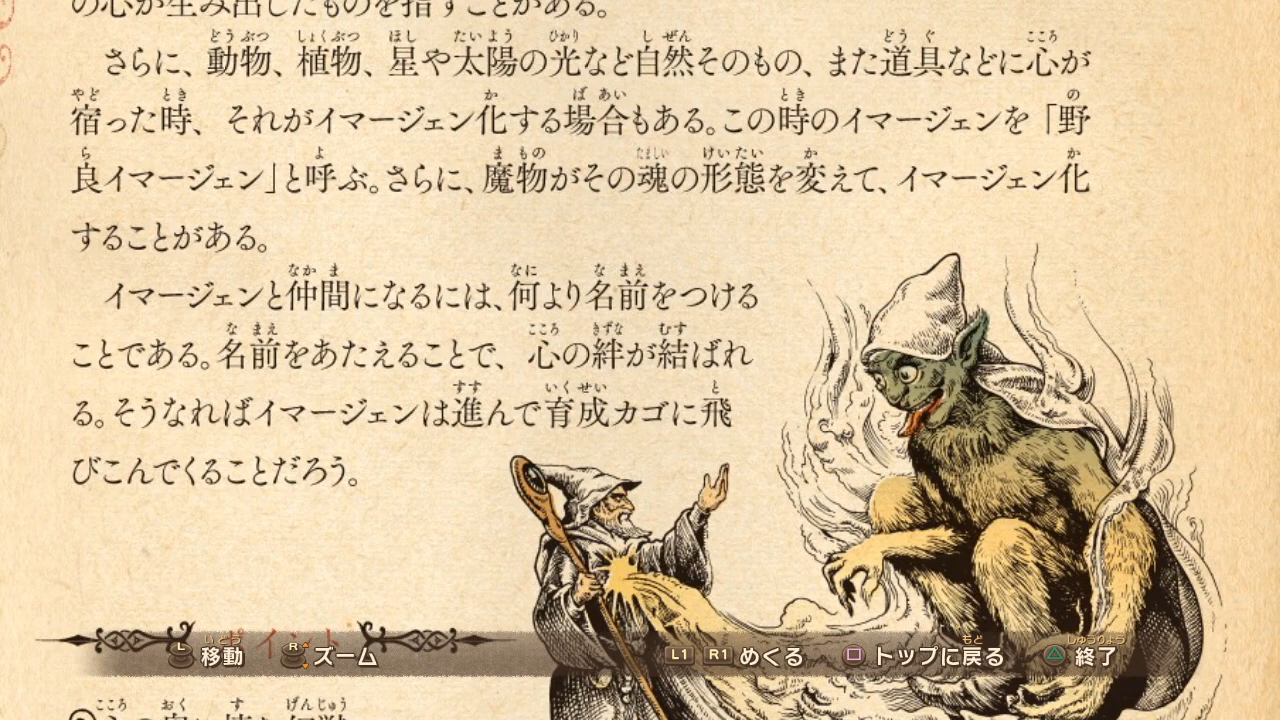 の心が生み出したものを指すことがある。
さらに、動物、植物、星や太陽の光など自然そのもの、また道具などに心が
宿った時、それがイマージェン化する場合もある。この時のイマージェンを「野
良イマージェン」と呼ぶ。さらに、魔物がその魂の形態を変えて、イマージェン化
することがある。
イマージェンと仲間になるには、何より名前をつける
ことである。名前をあたえることで、心の絆が結ばれ
る。そうなればイマージェンは進んで育成カゴに飛
びこんでくることだろう。
ポイント
L 移動 R ズーム L1 R1 めくる トップに戻る 終了